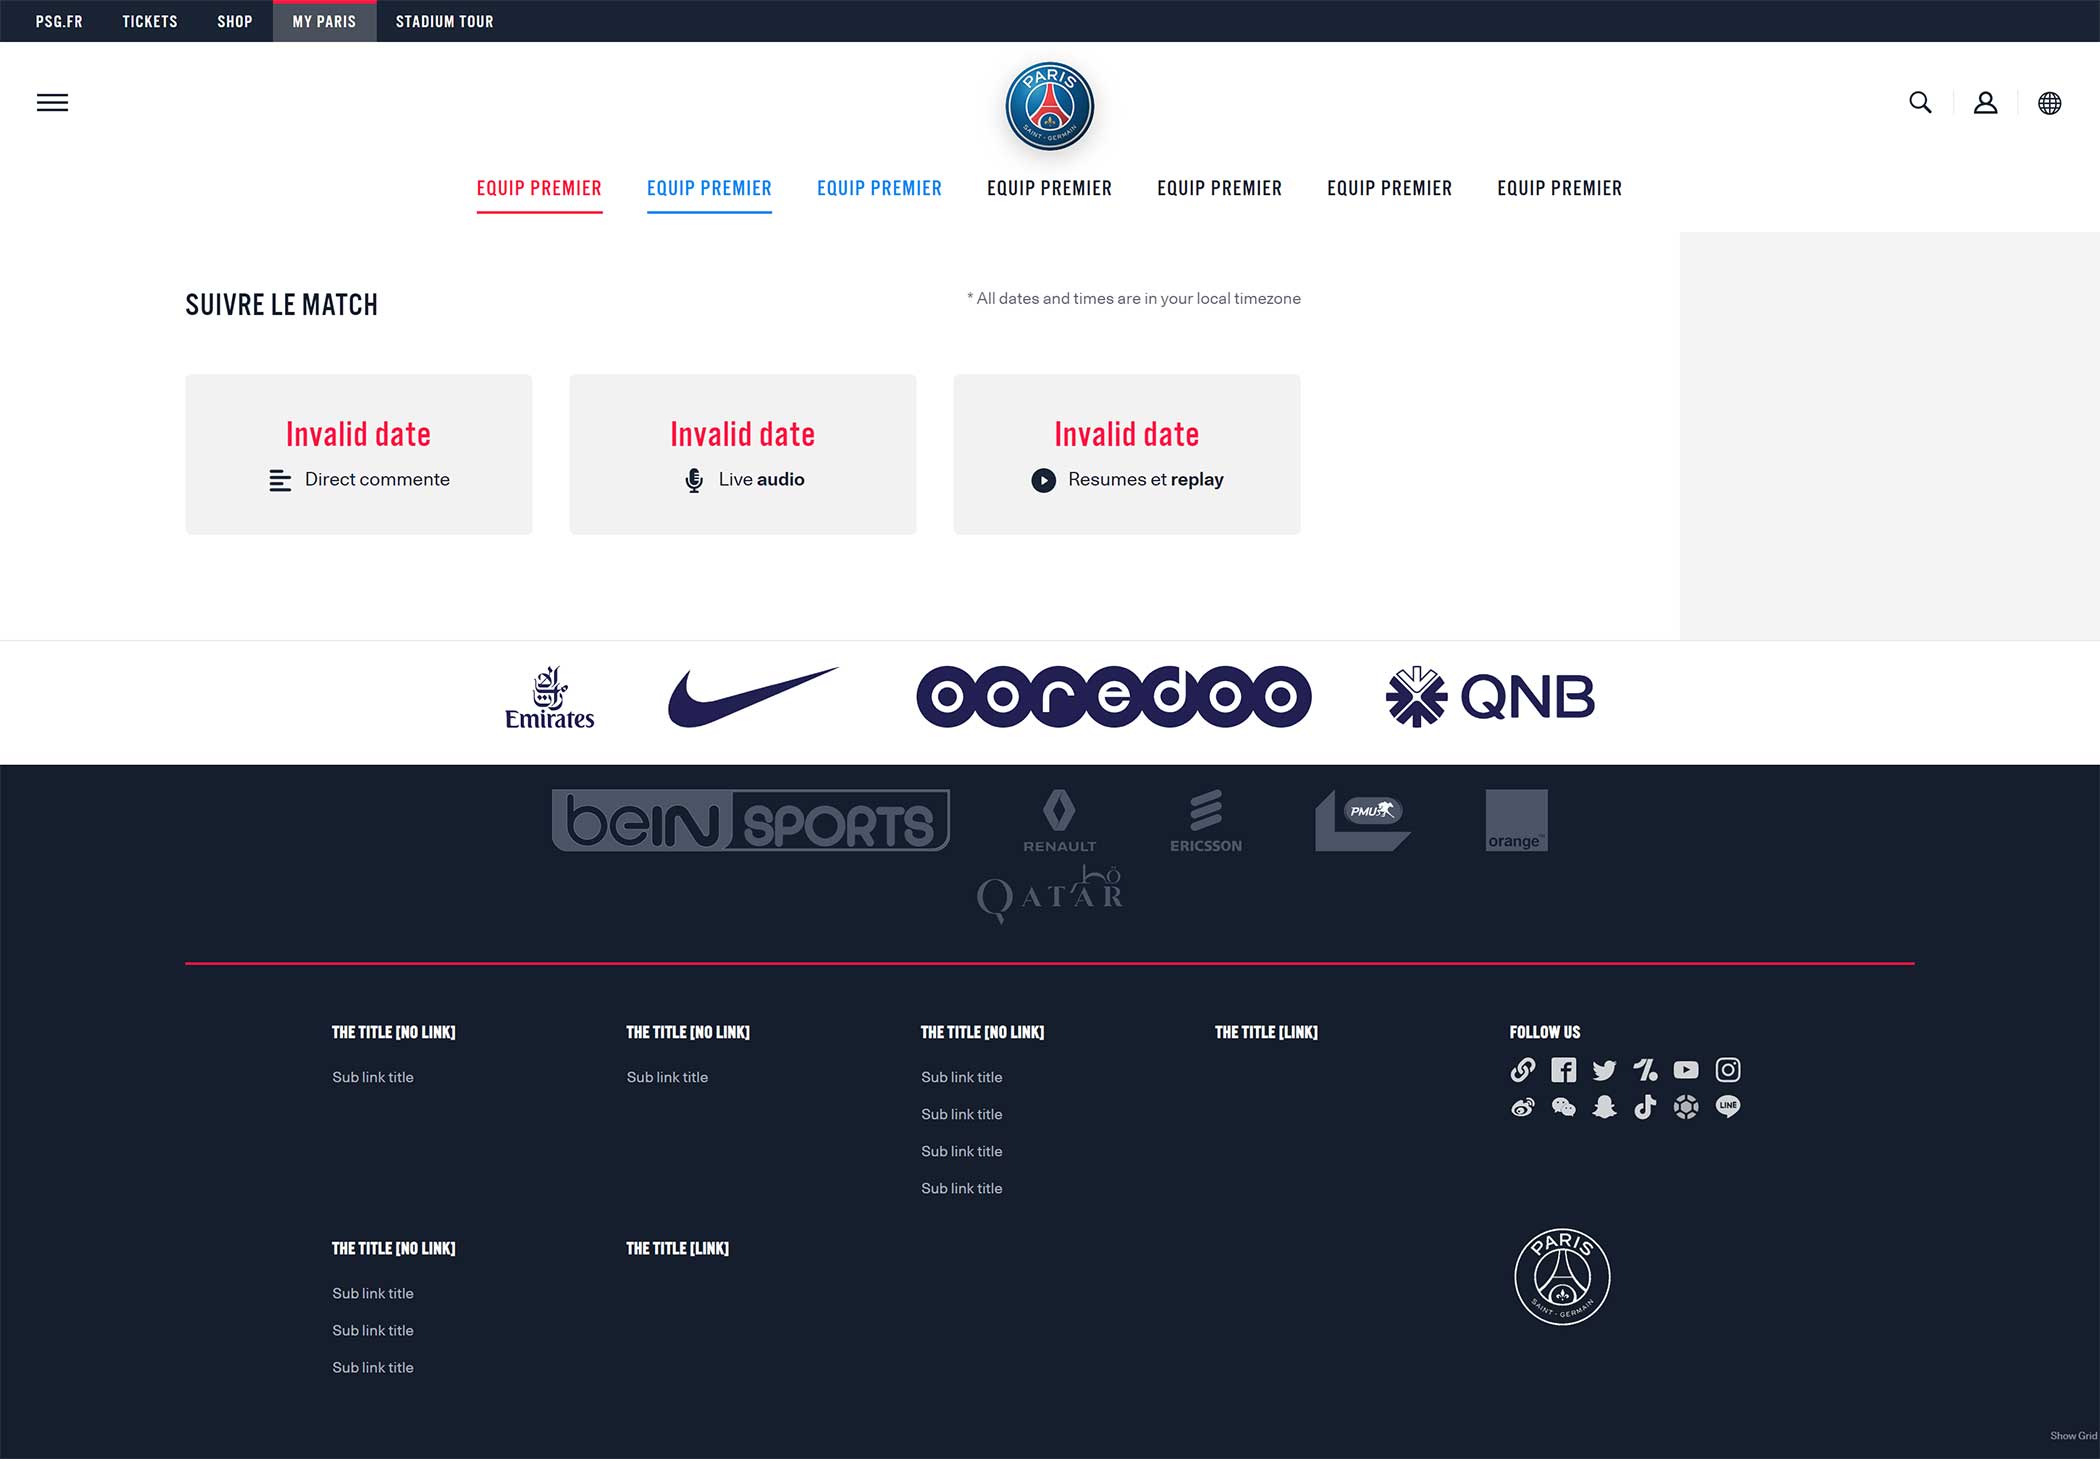 PSG.FR TICKETS SHOP MY PARIS STADIUM TOUR
PARIS
SAINT - GERMAIN
EQUIP PREMIER EQUIP PREMIER EQUIP PREMIER EQUIP PREMIER EQUIP PREMIER EQUIP PREMIER EQUIP PREMIER
SUIVRE LE MATCH
* All dates and times are in your local timezone
Invalid date
Direct commente
Invalid date
Live audio
Invalid date
Resumes et replay
Emirates
ooredoo
QNB
beIN SPORTS
RENAULT
ERICSSON
PMU
orange™
QATAR
THE TITLE [NO LINK]
Sub link title
THE TITLE [NO LINK]
Sub link title
THE TITLE [NO LINK]
Sub link title
Sub link title
Sub link title
Sub link title
THE TITLE [LINK]
FOLLOW US
LINE
THE TITLE [NO LINK]
Sub link title
Sub link title
Sub link title
THE TITLE [LINK]
PARIS
SAINT - GERMAIN
Show Grid